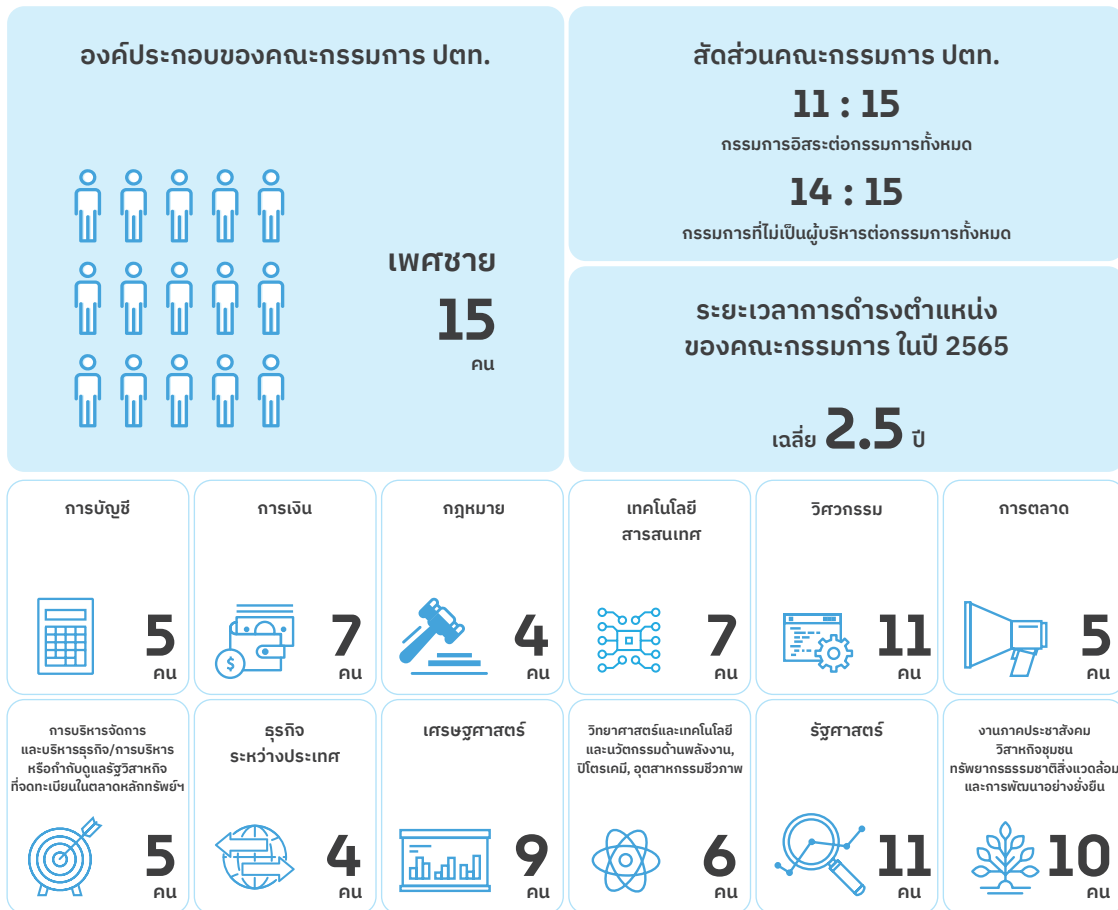 องค์ประกอบของคณะกรรมการ ปตท.
เพศชาย
15
คน
สัดส่วนคณะกรรมการ ปตท.
11 : 15
กรรมการอิสระต่อกรรมการทั้งหมด
14 : 15
กรรมการที่ไม่เป็นผู้บริหารต่อกรรมการทั้งหมด
ระยะเวลาการดำรงตำแหน่ง
ของคณะกรรมการ ในปี 2565
เฉลี่ย 2.5 ปี
การบัญชี
5
คน
การเงิน
$
7
คน
กฎหมาย
4
คน
เทคโนโลยี
สารสนเทศ
7
คน
วิศวกรรม
11
คน
การตลาด
5
คน
การบริหารจัดการ
และบริหารธุรกิจ/การบริหาร
หรือกำกับดูแลรัฐวิสาหกิจ
ที่จดทะเบียนในตลาดหลักทรัพย์ฯ
5
คน
ธุรกิจ
ระหว่างประเทศ
4
คน
เศรษฐศาสตร์
9
คน
วิทยาศาสตร์และเทคโนโลยี
และนวัตกรรมด้านพลังงาน,
ปิโตรเคมี, อุตสาหกรรมชีวภาพ
6
คน
รัฐศาสตร์
11
คน
งานภาคประชาสังคม
วิสาหกิจชุมชน
ทรัพยากรธรรมชาติสิ่งแวดล้อม
และการพัฒนาอย่างยั่งยืน
10
คน